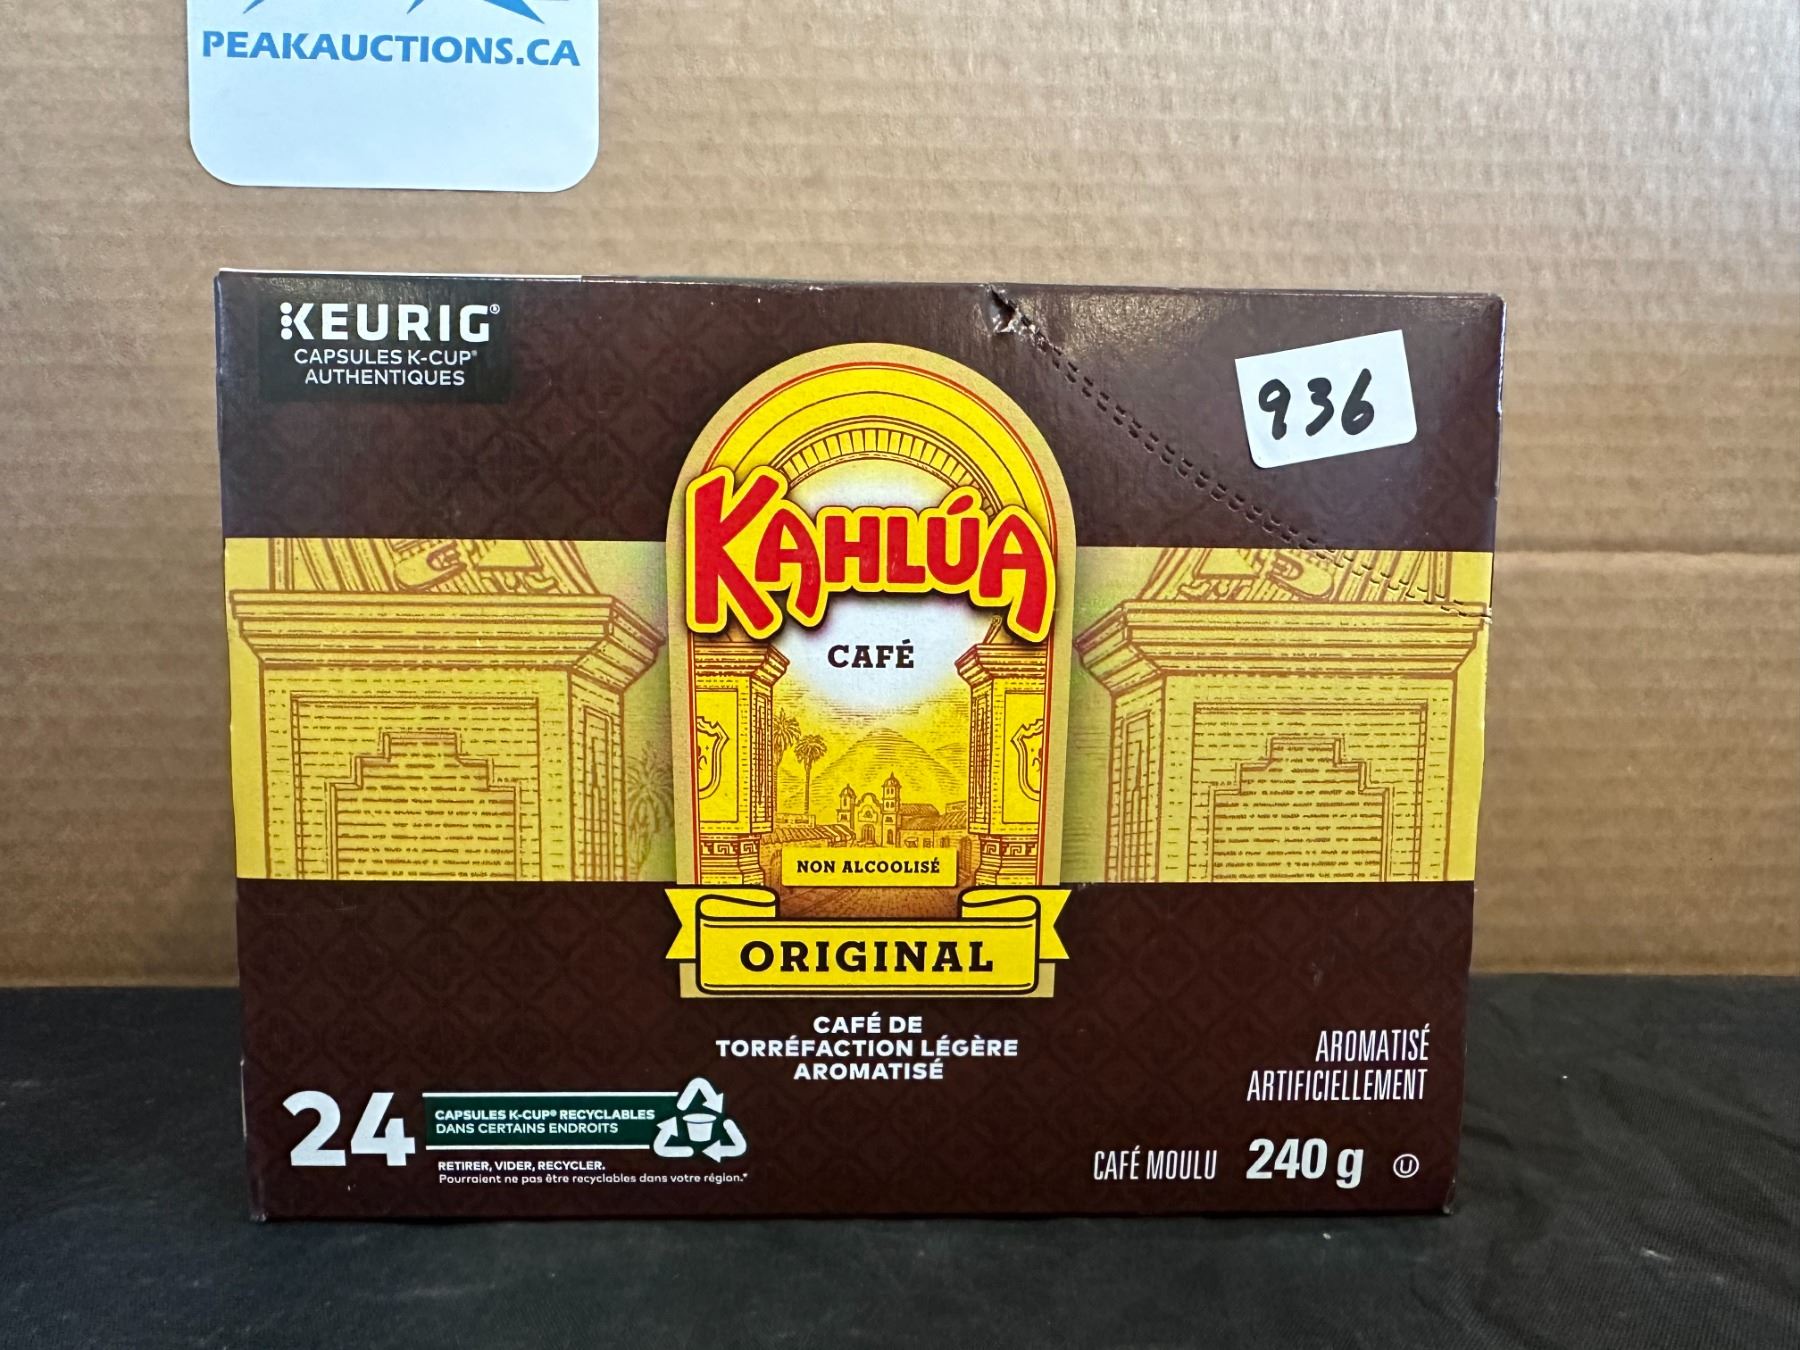 PEAKAUCTIONS.CA
KEURIG®
CAPSULES K-CUP®
AUTHENTIQUES
936
KAHLÚA
CAFÉ
NON ALCOOLISÉ
ORIGINAL
CAFÉ DE
TORRÉFACTION LÉGÈRE
AROMATISÉ
AROMATISÉ
ARTIFICIELLEMENT
24
CAPSULES K-CUP® RECYCLABLES
DANS CERTAINS ENDROITS
RETIRER, VIDER, RECYCLER.
Pourraient ne pas être recyclables dans votre région.*
CAFÉ MOULU 240 g U